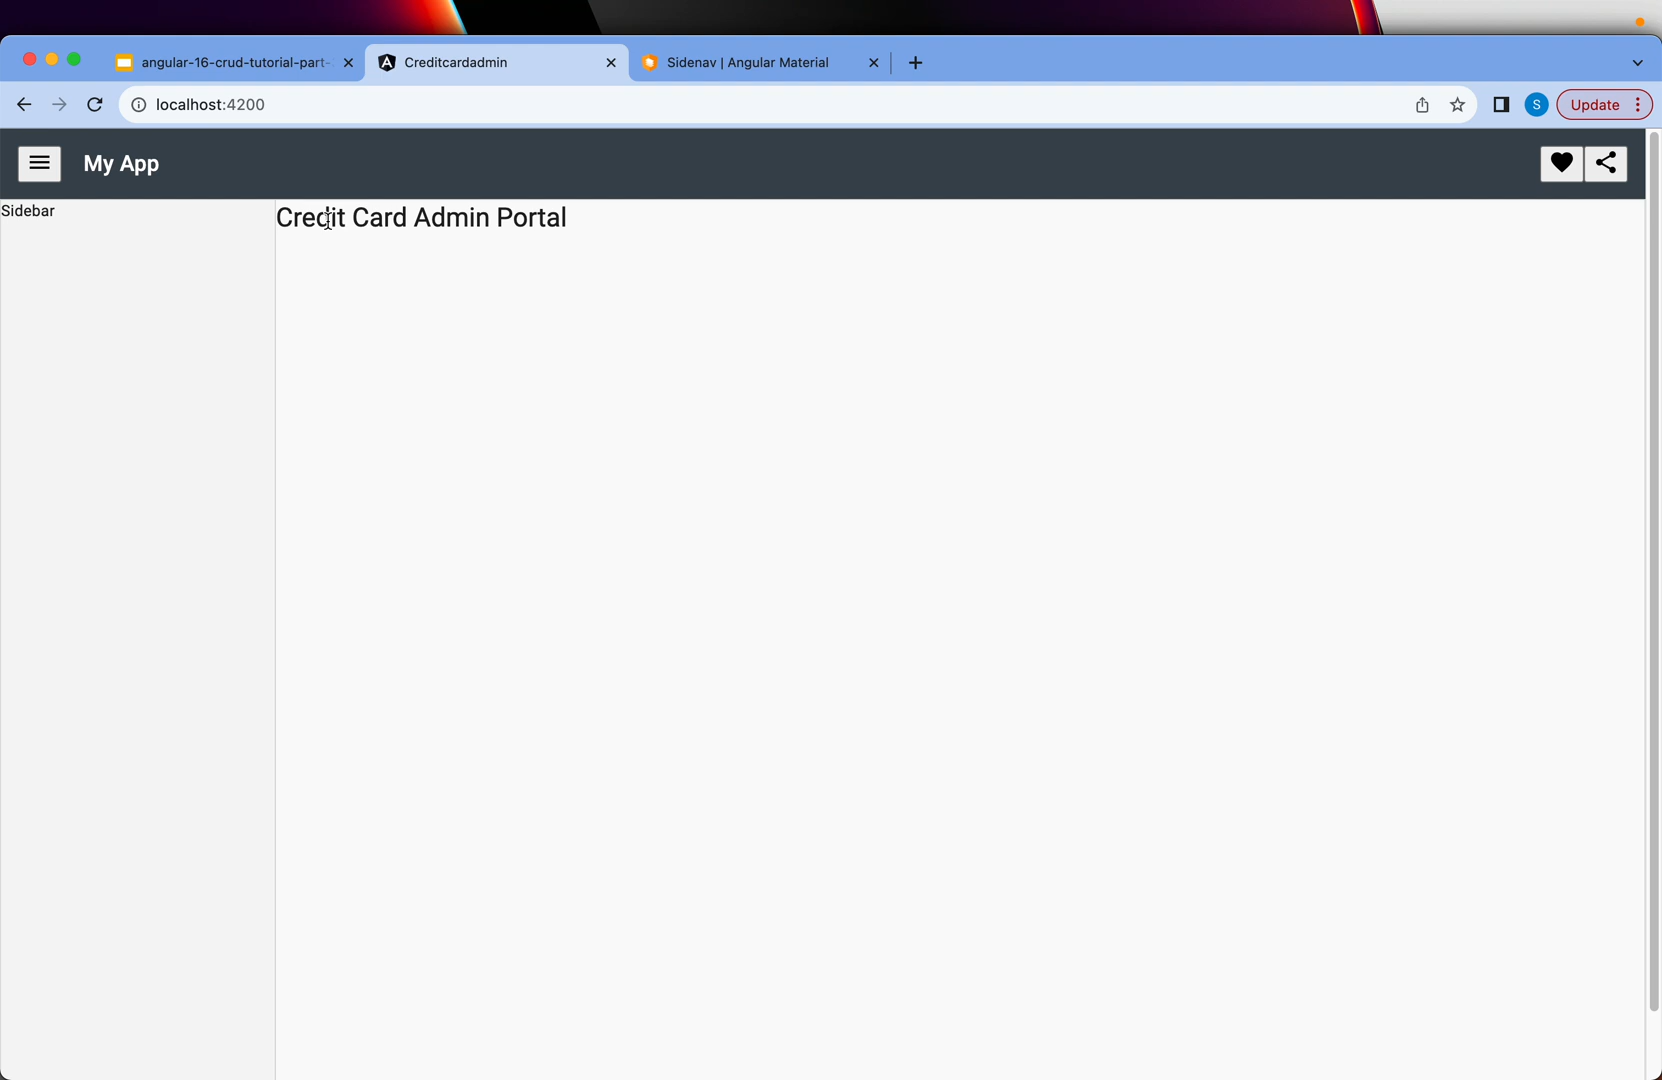 angular-16-crud-tutorial-part-
Creditcardadmin
Sidenav | Angular Material
localhost:4200
S
Update
My App
Sidebar
Credit Card Admin Portal